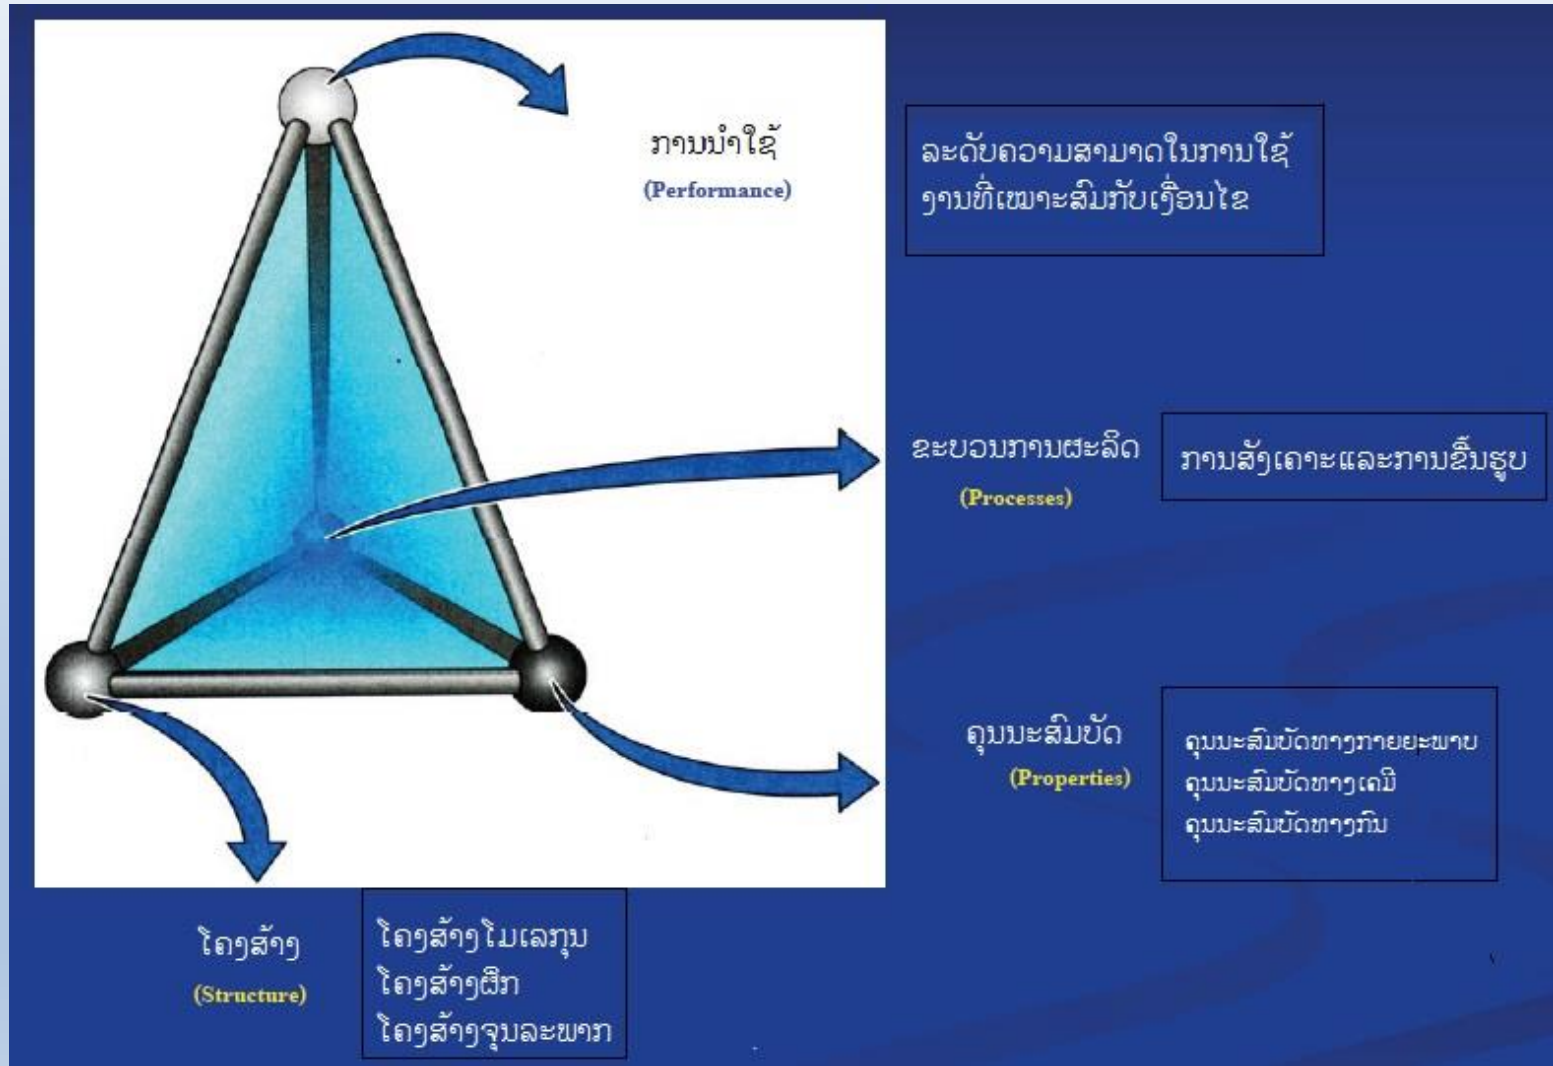 ການນໍາໃຊ້
(Performance)
ລະດັບຄວາມສາມາດໃນການໃຊ້
ງານທີ່ເໝາະສົມກັບເງື່ອນໄຂ
ຂະບວນການຜະລິດ
(Processes)
ການສັງເຄາະແລະການຂຶ້ນຮູບ
ຄຸນນະສົມບັດ
(Properties)
ຄຸນນະສົມບັດທາງກາຍຍະພາບ
ຄຸນນະສົມບັດທາງເຄມີ
ຄຸນນະສົມບັດທາງກົນ
ໂຄງສ້າງ
(Structure)
ໂຄງສ້າງໂມເລກຸນ
ໂຄງສ້າງຜຶກ
ໂຄງສ້າງຈຸນລະພາກ